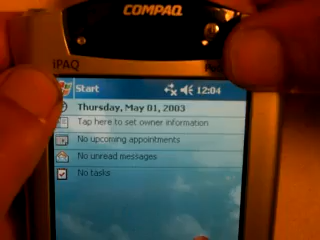 COMPAQ
iPAQ
Start 12:04
Thursday, May 01, 2003
Tap here to set owner information
No upcoming appointments
No unread messages
No tasks